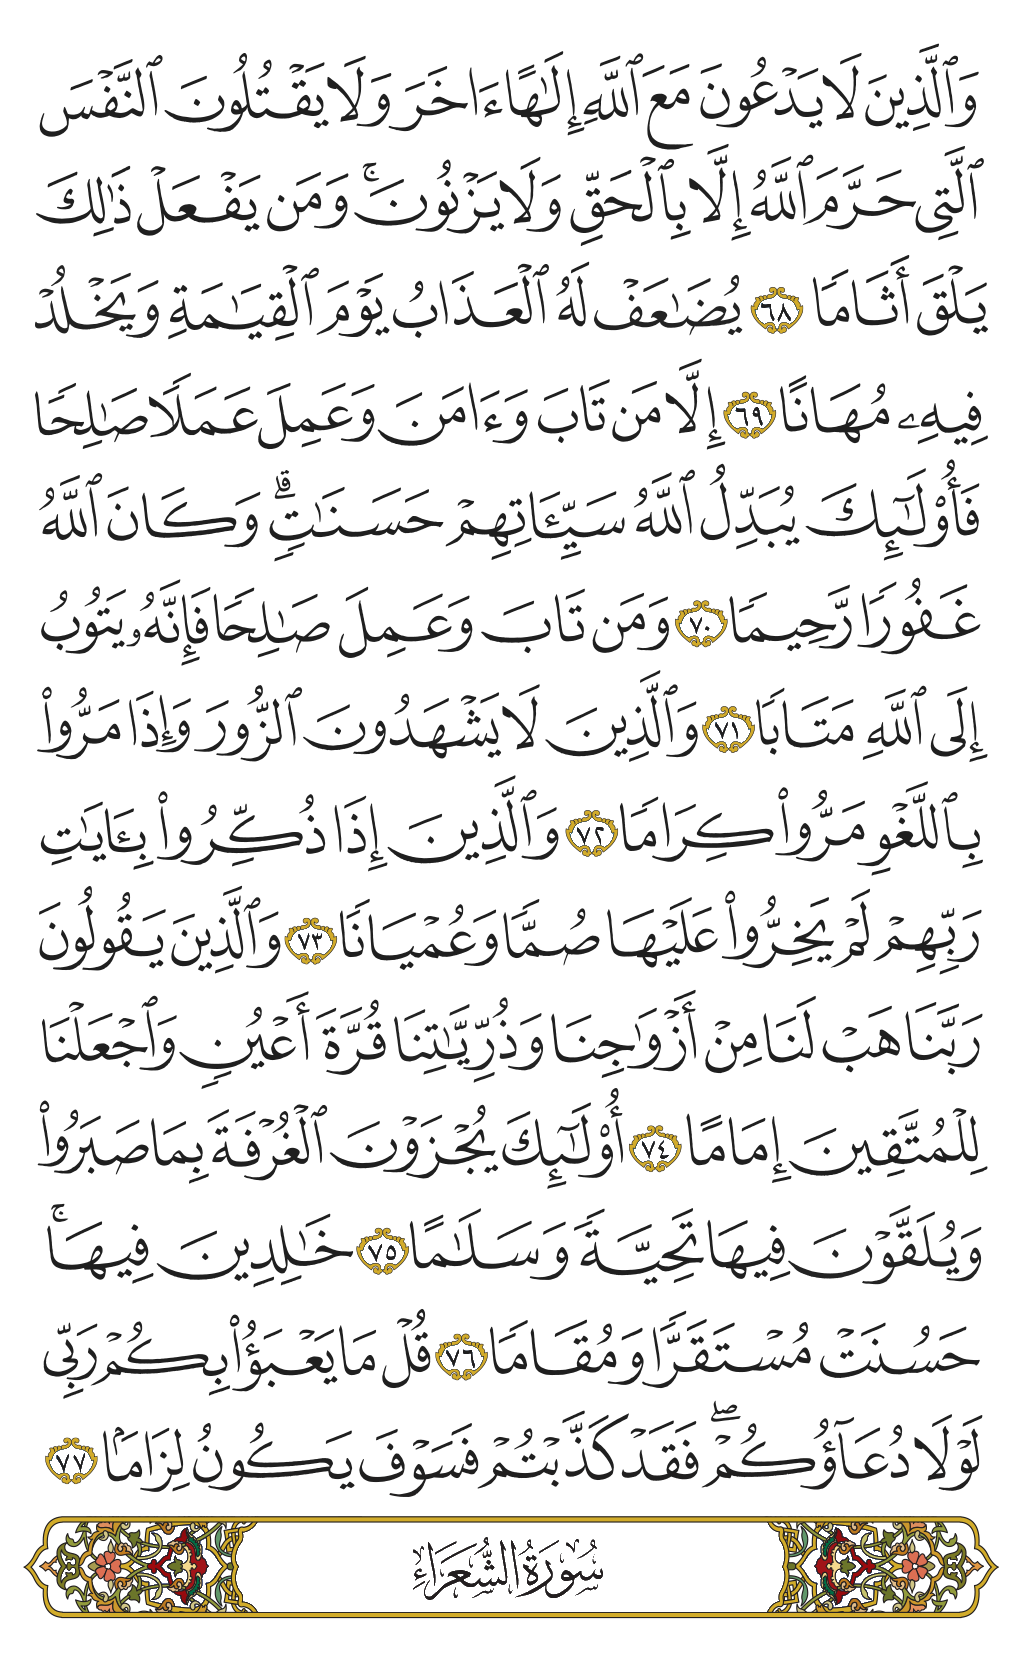 وَٱلَّذِينَ لَا يَدْعُونَ مَعَ ٱللَّهِ إِلَٰهًا ءَاخَرَ وَلَا يَقْتُلُونَ ٱلنَّفْسَ
ٱلَّتِى حَرَّمَ ٱللَّهُ إِلَّا بِٱلْحَقِّ وَلَا يَزْنُونَ ۚ وَمَن يَفْعَلْ ذَٰلِكَ
يَلْقَ أَثَامًا ٦٨ يُضَٰعَفْ لَهُ ٱلْعَذَابُ يَوْمَ ٱلْقِيَٰمَةِ وَيَخْلُدْ
فِيهِۦ مُهَانًا ٦٩ إِلَّا مَن تَابَ وَءَامَنَ وَعَمِلَ عَمَلًا صَٰلِحًا
فَأُو۟لَٰٓئِكَ يُبَدِّلُ ٱللَّهُ سَيِّـَٔاتِهِمْ حَسَنَٰتٍ ۗ وَكَانَ ٱللَّهُ
غَفُورًا رَّحِيمًا ٧٠ وَمَن تَابَ وَعَمِلَ صَٰلِحًا فَإِنَّهُۥ يَتُوبُ
إِلَى ٱللَّهِ مَتَابًا ٧١ وَٱلَّذِينَ لَا يَشْهَدُونَ ٱلزُّورَ وَإِذَا مَرُّوا۟
بِٱللَّغْوِ مَرُّوا۟ كِرَامًا ٧٢ وَٱلَّذِينَ إِذَا ذُكِّرُوا۟ بِـَٔايَٰتِ
رَبِّهِمْ لَمْ يَخِرُّوا۟ عَلَيْهَا صُمًّا وَعُمْيَانًا ٧٣ وَٱلَّذِينَ يَقُولُونَ
رَبَّنَا هَبْ لَنَا مِنْ أَزْوَٰجِنَا وَذُرِّيَّٰتِنَا قُرَّةَ أَعْيُنٍ وَٱجْعَلْنَا
لِلْمُتَّقِينَ إِمَامًا ٧٤ أُو۟لَٰٓئِكَ يُجْزَوْنَ ٱلْغُرْفَةَ بِمَا صَبَرُوا۟
وَيُلَقَّوْنَ فِيهَا تَحِيَّةً وَسَلَٰمًا ٧٥ خَٰلِدِينَ فِيهَا ۚ
حَسُنَتْ مُسْتَقَرًّا وَمُقَامًا ٧٦ قُلْ مَا يَعْبَؤُا۟ بِكُمْ رَبِّى
لَوْلَا دُعَآؤُكُمْ ۖ فَقَدْ كَذَّبْتُمْ فَسَوْفَ يَكُونُ لِزَامًۢا ٧٧
سُورَةُ الشُّعَرَاءِ